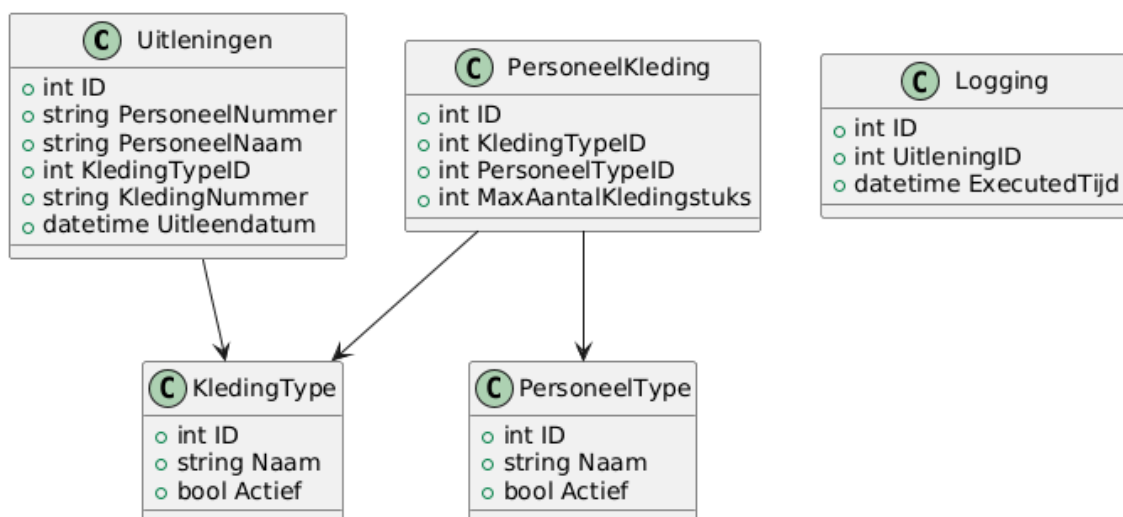 C Uitleningen
int ID
string PersoneelNummer
string PersoneelNaam
int KledingTypeID
string KledingNummer
datetime Uitleendatum
C PersoneelKleding
int ID
int KledingTypeID
int PersoneelTypeID
int MaxAantalKledingstuks
C Logging
int ID
int UitleningID
datetime ExecutedTijd
C KledingType
int ID
string Naam
bool Actief
C PersoneelType
int ID
string Naam
bool Actief